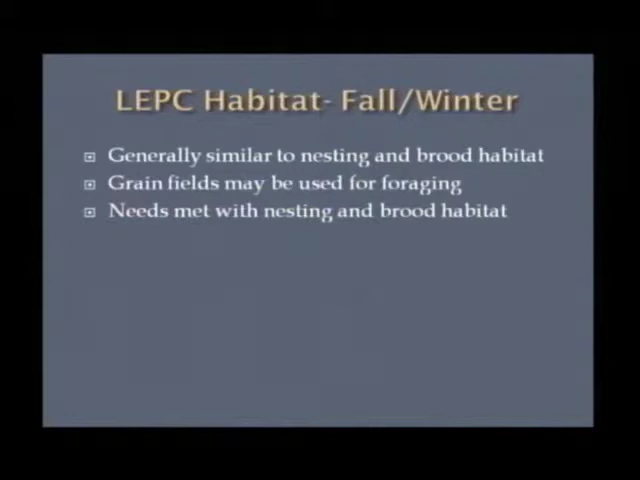 LEPC Habitat- Fall/Winter
Generally similar to nesting and brood habitat
Grain fields may be used for foraging
Needs met with nesting and brood habitat